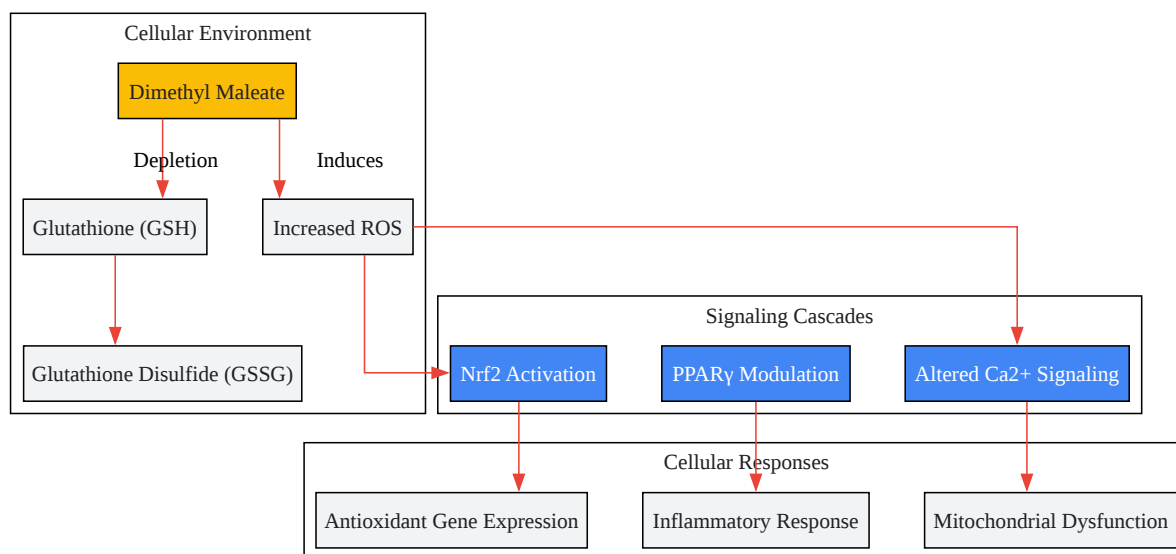 Cellular Environment
Dimethyl Maleate
Depletion
Induces
Glutathione (GSH)
Increased ROS
Glutathione Disulfide (GSSG)
Signaling Cascades
Nrf2 Activation
PPARγ Modulation
Altered Ca2+ Signaling
Cellular Responses
Antioxidant Gene Expression
Inflammatory Response
Mitochondrial Dysfunction